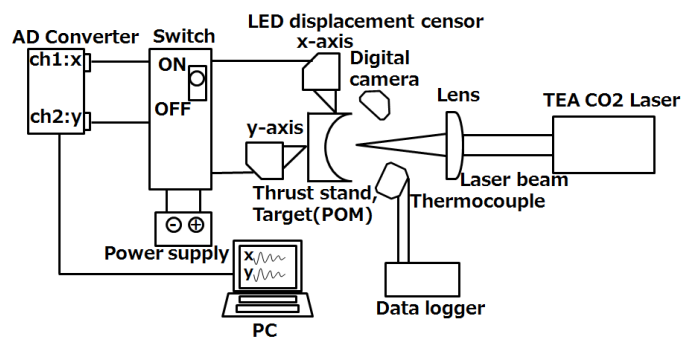 LED displacement censor
x-axis
AD Converter
Switch
ch1:x
ON
Digital
camera
Lens
TEA CO2 Laser
OFF
ch2:y
y-axis
Laser beam
Thrust stand,
Target(POM)
Thermocouple
⊖ ⊕
Power supply
x
y
Data logger
PC